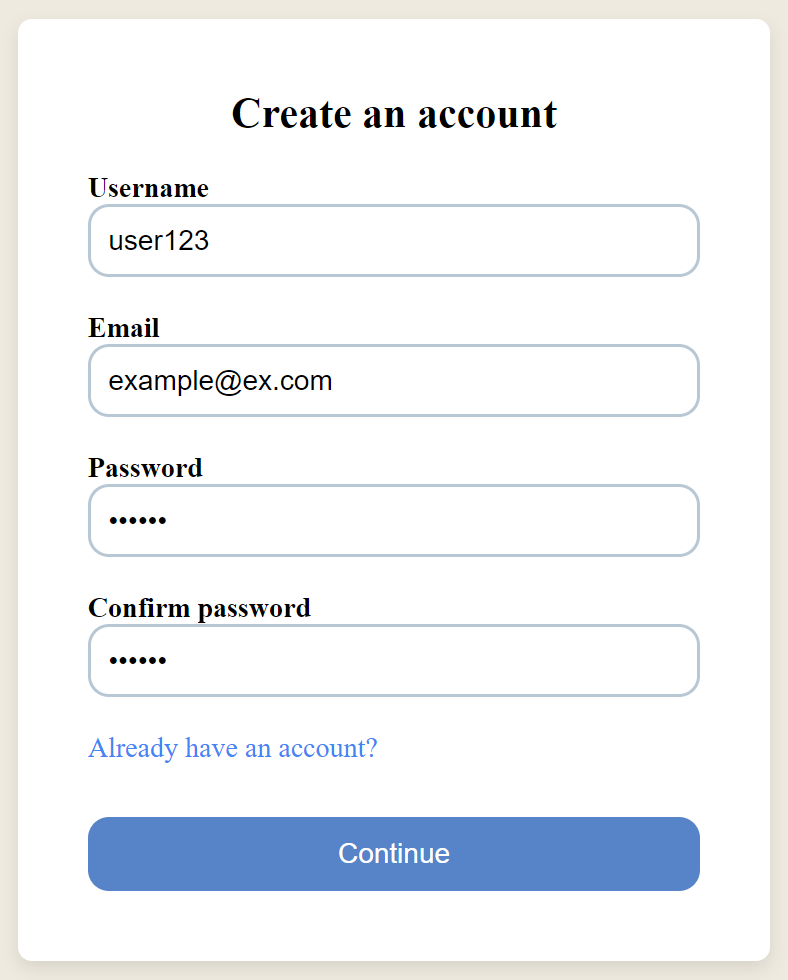 Create an account
Username
user123
Email
example@ex.com
Password
••••••
Confirm password
••••••
Already have an account?
Continue